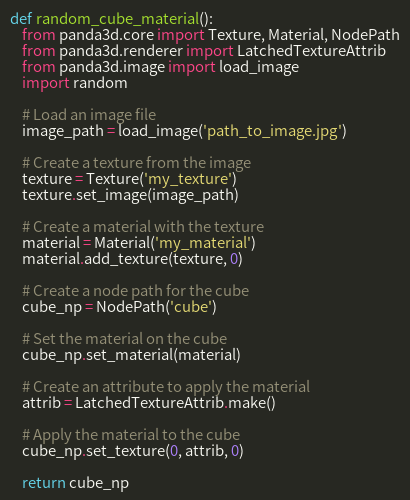 def random_cube_material():
from panda3d.core import Texture, Material, NodePath
from panda3d.renderer import LatchedTextureAttrib
from panda3d.image import load_image
import random
# Load an image file
image_path = load_image('path_to_image.jpg')
# Create a texture from the image
texture = Texture('my_texture')
texture.set_image(image_path)
# Create a material with the texture
material = Material('my_material')
material.add_texture(texture, 0)
# Create a node path for the cube
cube_np = NodePath('cube')
# Set the material on the cube
cube_np.set_material(material)
# Create an attribute to apply the material
attrib = LatchedTextureAttrib.make()
# Apply the material to the cube
cube_np.set_texture(0, attrib, 0)
return cube_np